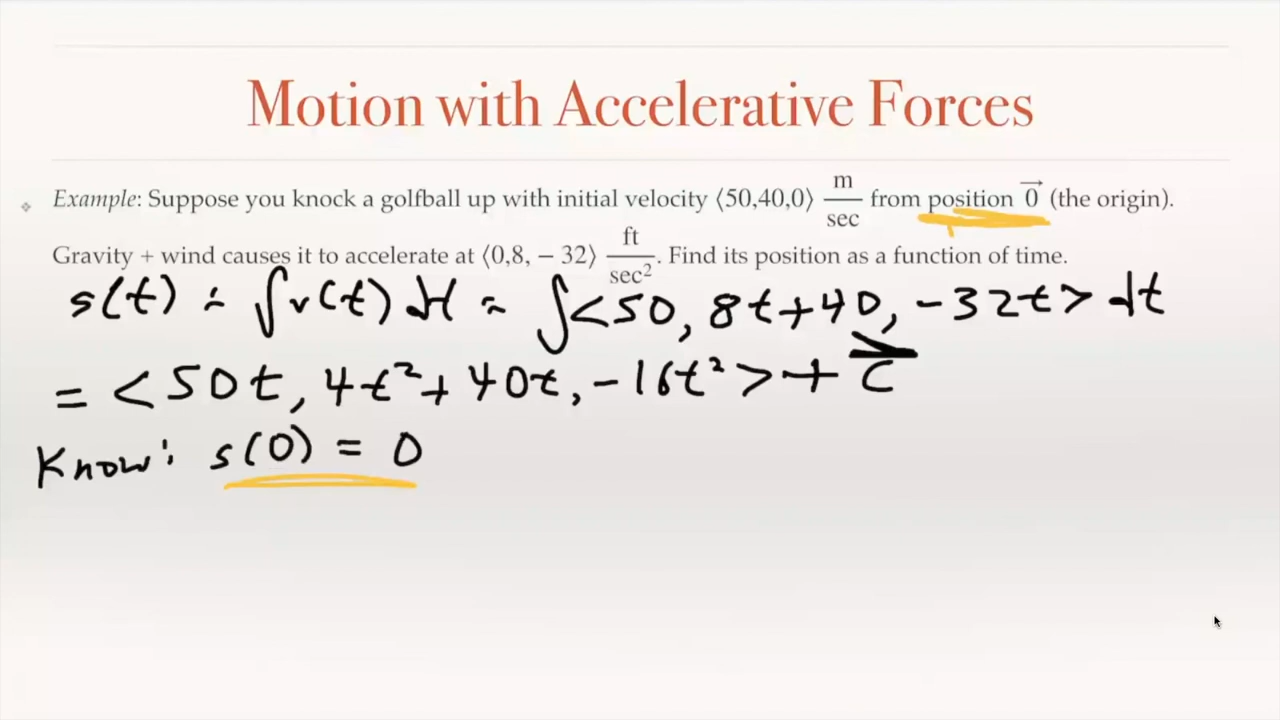 Motion with Accelerative Forces
Example: Suppose you knock a golfball up with initial velocity ⟨50,40,0⟩ m/sec from position 0⃗ (the origin).
Gravity + wind causes it to accelerate at ⟨0,8, − 32⟩ ft/sec². Find its position as a function of time.
s(t) = ∫v(t) dt = ∫<50, 8t+40, -32t> dt
= <50t, 4t²+40t, -16t²> + c⃗
Know: s(0) = 0